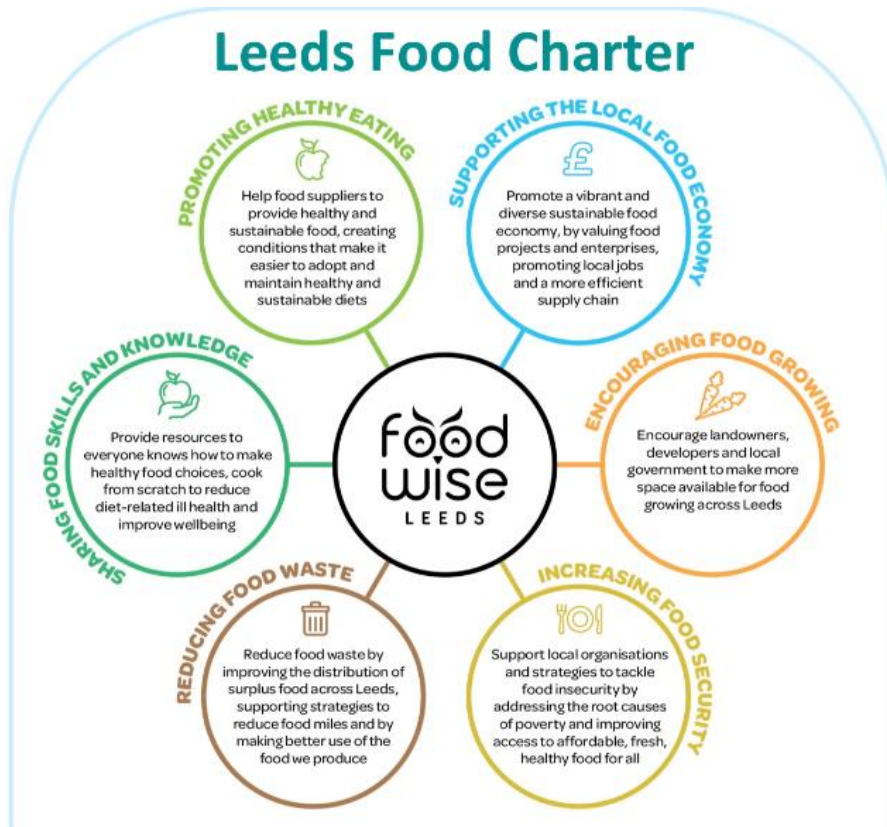 Leeds Food Charter
PROMOTING HEALTHY EATING
Help food suppliers to
provide healthy and
sustainable food, creating
conditions that make it
easier to adopt and
maintain healthy and
sustainable diets
SUPPORTING THE LOCAL FOOD ECONOMY
£
Promote a vibrant and
diverse sustainable food
economy, by valuing food
projects and enterprises,
promoting local jobs
and a more efficient
supply chain
SHARING FOOD SKILLS AND KNOWLEDGE
Provide resources to
everyone knows how to make
healthy food choices, cook
from scratch to reduce
diet-related ill health and
improve wellbeing
food
wise
LEEDS
ENCOURAGING FOOD GROWING
Encourage landowners,
developers and local
government to make more
space available for food
growing across Leeds
REDUCING FOOD WASTE
Reduce food waste by
improving the distribution of
surplus food across Leeds,
supporting strategies to
reduce food miles and by
making better use of the
food we produce
INCREASING FOOD SECURITY
Support local organisations
and strategies to tackle
food insecurity by
addressing the root causes
of poverty and improving
access to affordable, fresh,
healthy food for all